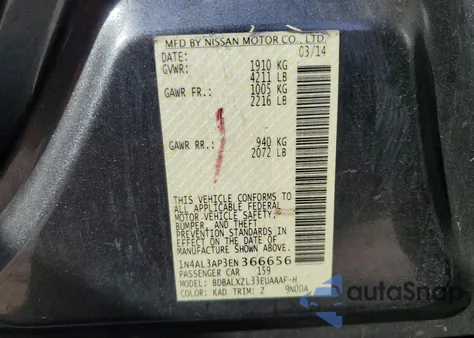 MFD BY NISSAN MOTOR CO., LTD.
DATE: 03/14
GVWR: 1910 KG
4211 LB
GAWR FR.: 1005 KG
2216 LB
GAWR RR.: 940 KG
2072 LB
THIS VEHICLE CONFORMS TO
ALL APPLICABLE FEDERAL
MOTOR VEHICLE SAFETY,
BUMPER, AND THEFT
PREVENTION STANDARDS IN
EFFECT ON THE DATE OF
MANUFACTURE SHOWN ABOVE.
1N4AL3AP3EN366656
PASSENGER CAR 159
MODEL: BDBALXZL33EUAAAF-H
COLOR: KAD TRIM: Z 9N00A
autoSnap